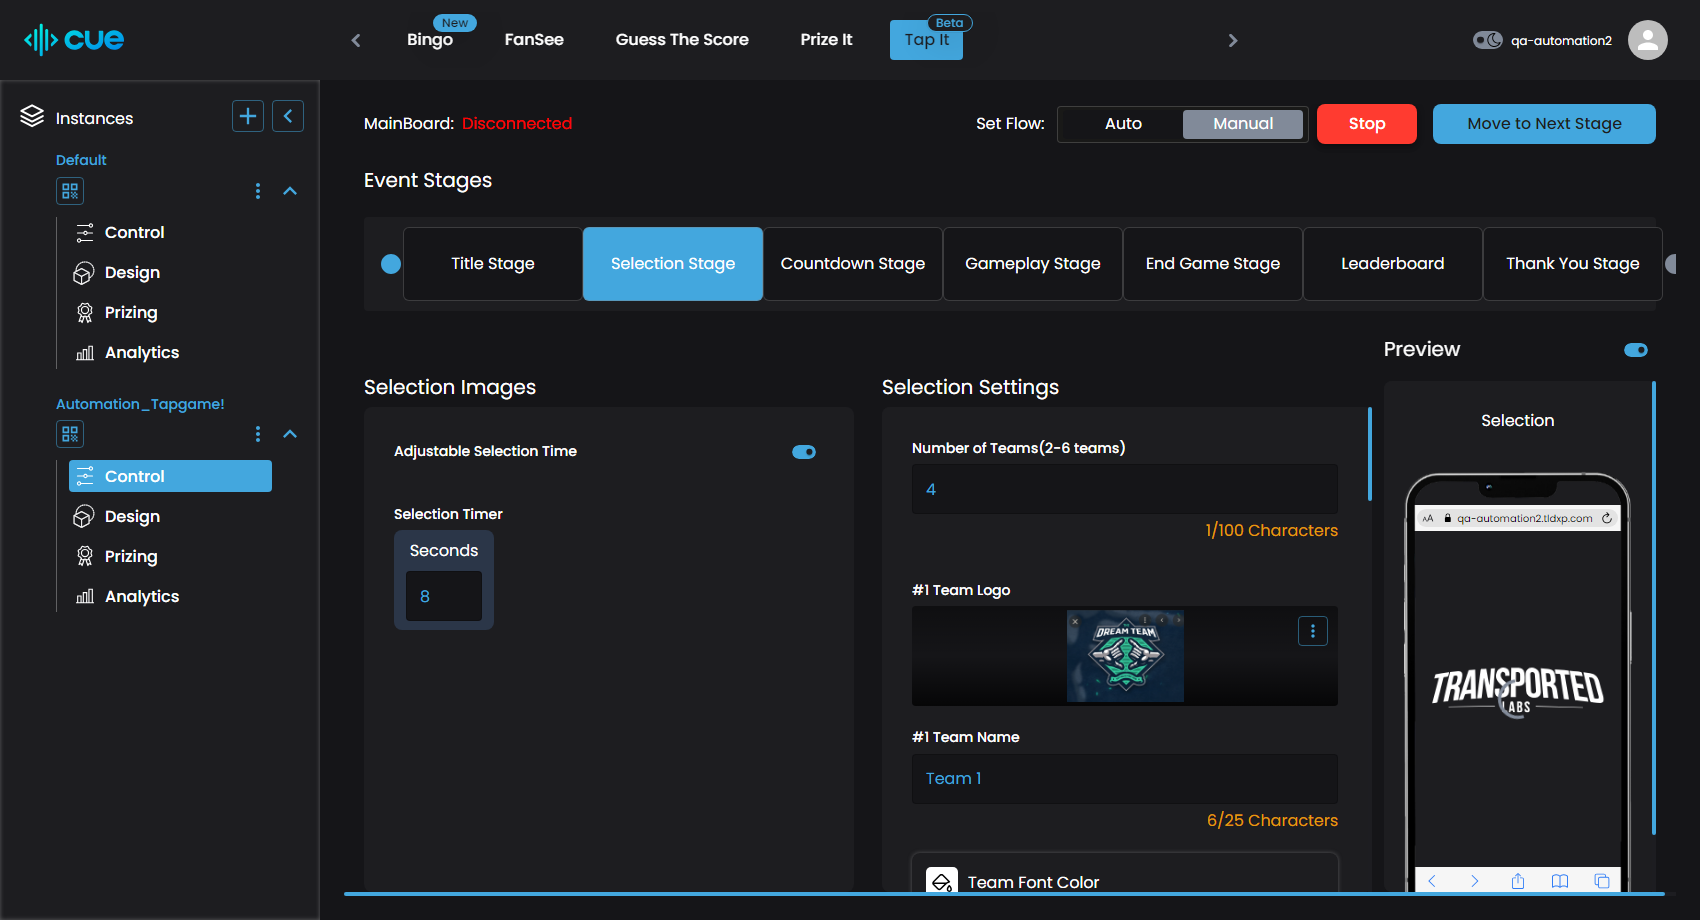 cue
New
Bingo
FanSee
Guess The Score
Prize It
Beta
Tap It
qa-automation2
Instances
Default
Control
Design
Prizing
Analytics
Automation_Tapgame!
Control
Design
Prizing
Analytics
MainBoard: Disconnected
Set Flow:
Auto
Manual
Stop
Move to Next Stage
Event Stages
Title Stage
Selection Stage
Countdown Stage
Gameplay Stage
End Game Stage
Leaderboard
Thank You Stage
Selection Images
Adjustable Selection Time
Selection Timer
Seconds
8
Selection Settings
Number of Teams(2-6 teams)
4
1/100 Characters
#1 Team Logo
DREAM TEAM
#1 Team Name
Team 1
6/25 Characters
Team Font Color
Preview
Selection
AA qa-automation2.tldxp.com
TRANSPORTED
LABS